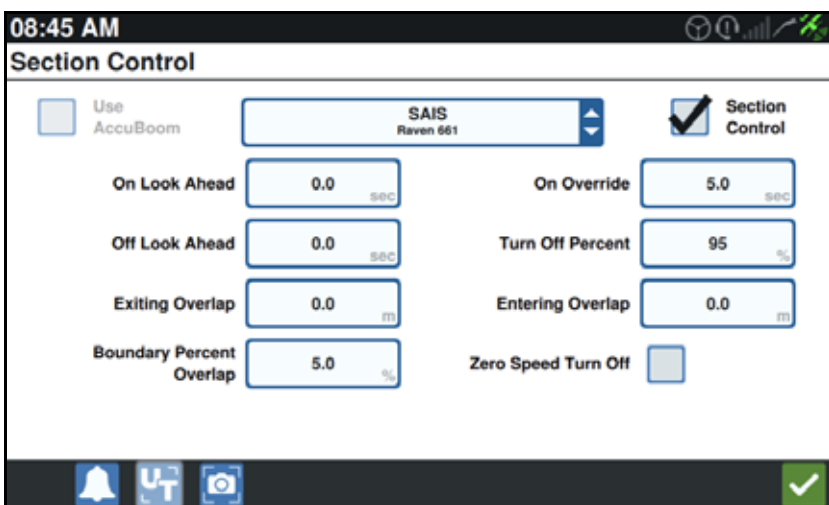 08:45 AM
Section Control
Use
AccuBoom
SAIS
Raven 661
Section
Control
On Look Ahead
0.0
sec
On Override
5.0
sec
Off Look Ahead
0.0
sec
Turn Off Percent
95
%
Exiting Overlap
0.0
m
Entering Overlap
0.0
m
Boundary Percent
Overlap
5.0
%
Zero Speed Turn Off
UT